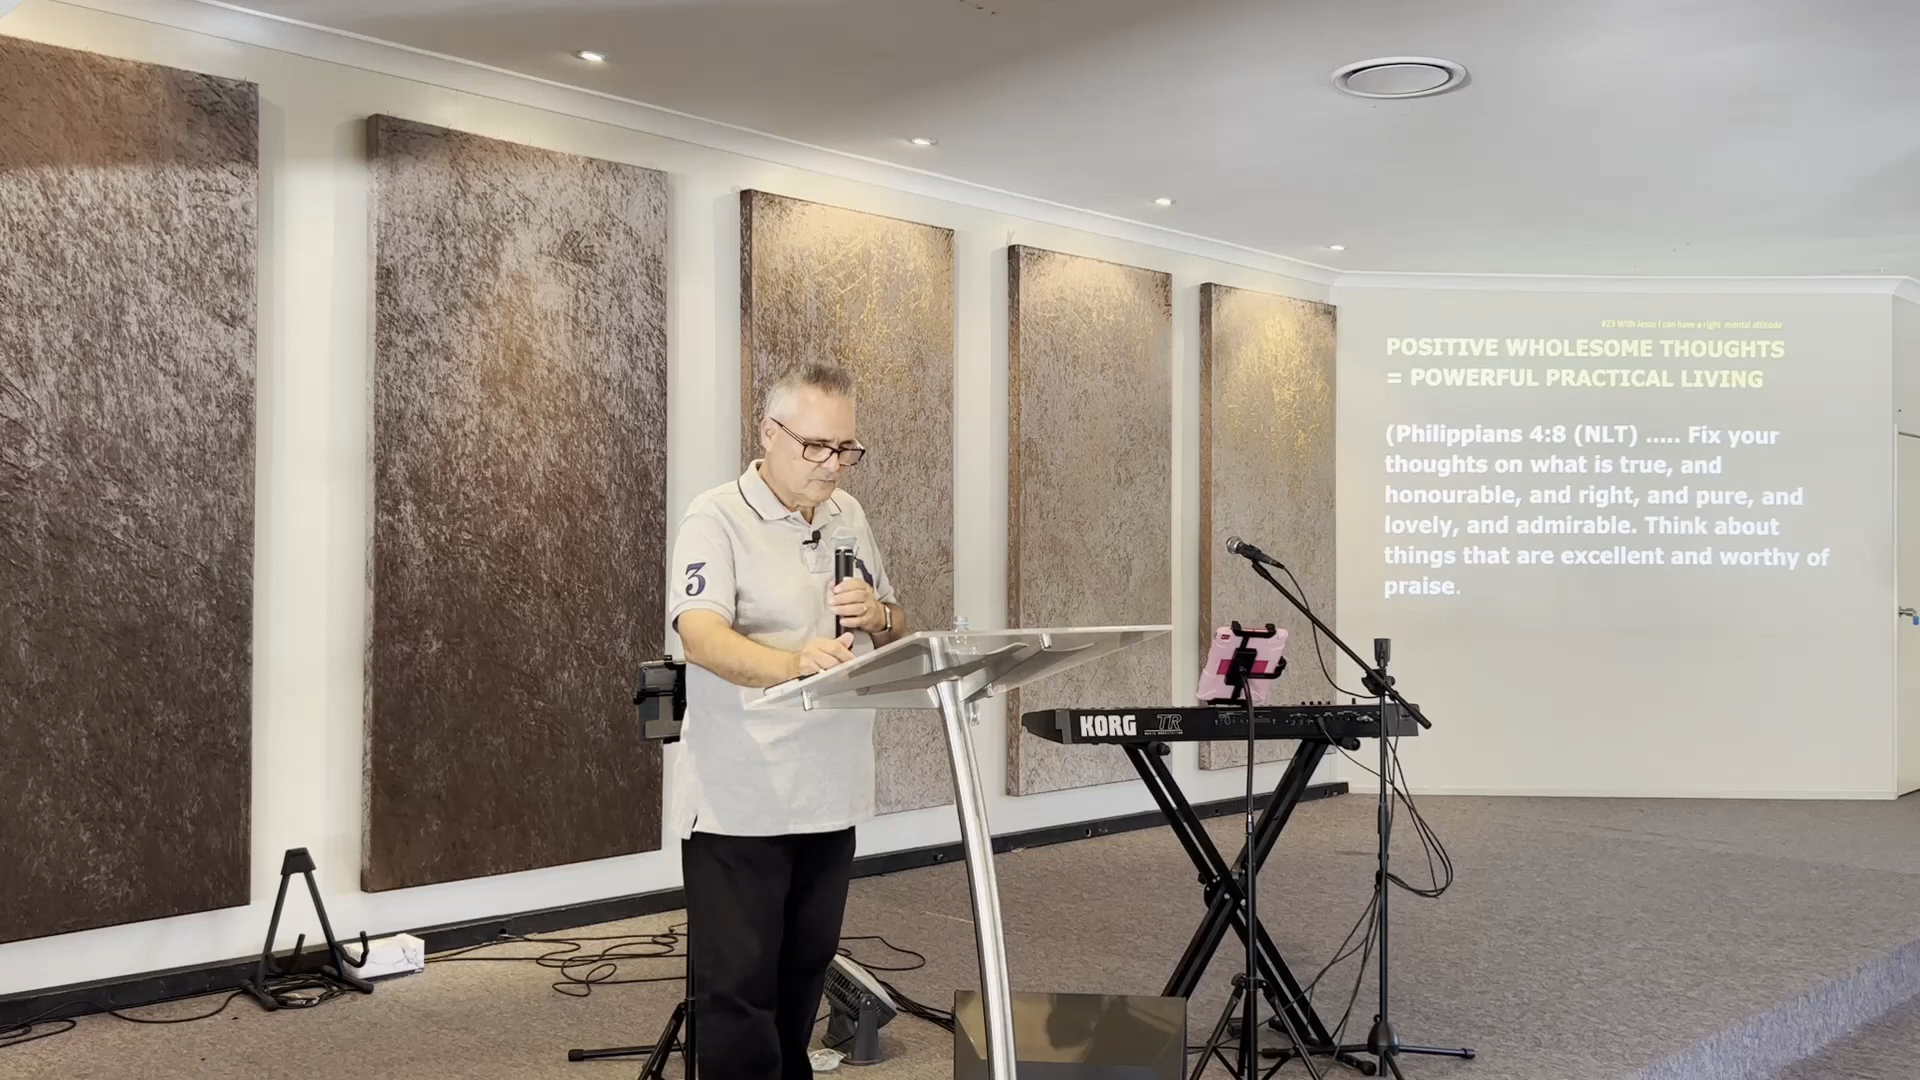 #23 With Jesus I can have a right mental attitude
POSITIVE WHOLESOME THOUGHTS
= POWERFUL PRACTICAL LIVING
(Philippians 4:8 (NLT) ..... Fix your
thoughts on what is true, and
honourable, and right, and pure, and
lovely, and admirable. Think about
things that are excellent and worthy of
praise.
3
KORG TR